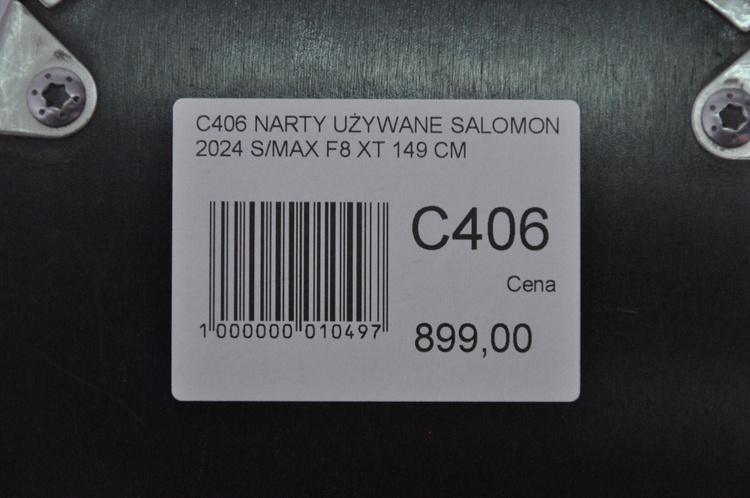 C406 NARTY UŻYWANE SALOMON
2024 S/MAX F8 XT 149 CM
C406
Cena
899,00
1 000000 010497